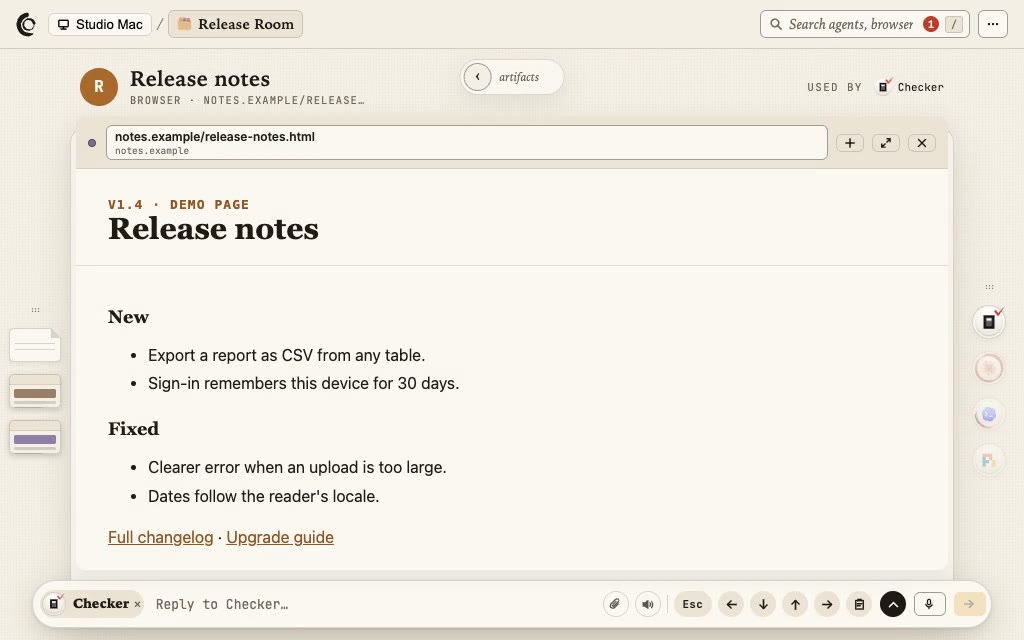 Studio Mac / Release Room
Search agents, browser 1 /
R
Release notes
BROWSER · NOTES.EXAMPLE/RELEASE…
artifacts
USED BY Checker
notes.example/release-notes.html
notes.example
V1.4 · DEMO PAGE
Release notes
New
• Export a report as CSV from any table.
• Sign-in remembers this device for 30 days.
Fixed
• Clearer error when an upload is too large.
• Dates follow the reader's locale.
Full changelog · Upgrade guide
Checker × Reply to Checker… Esc